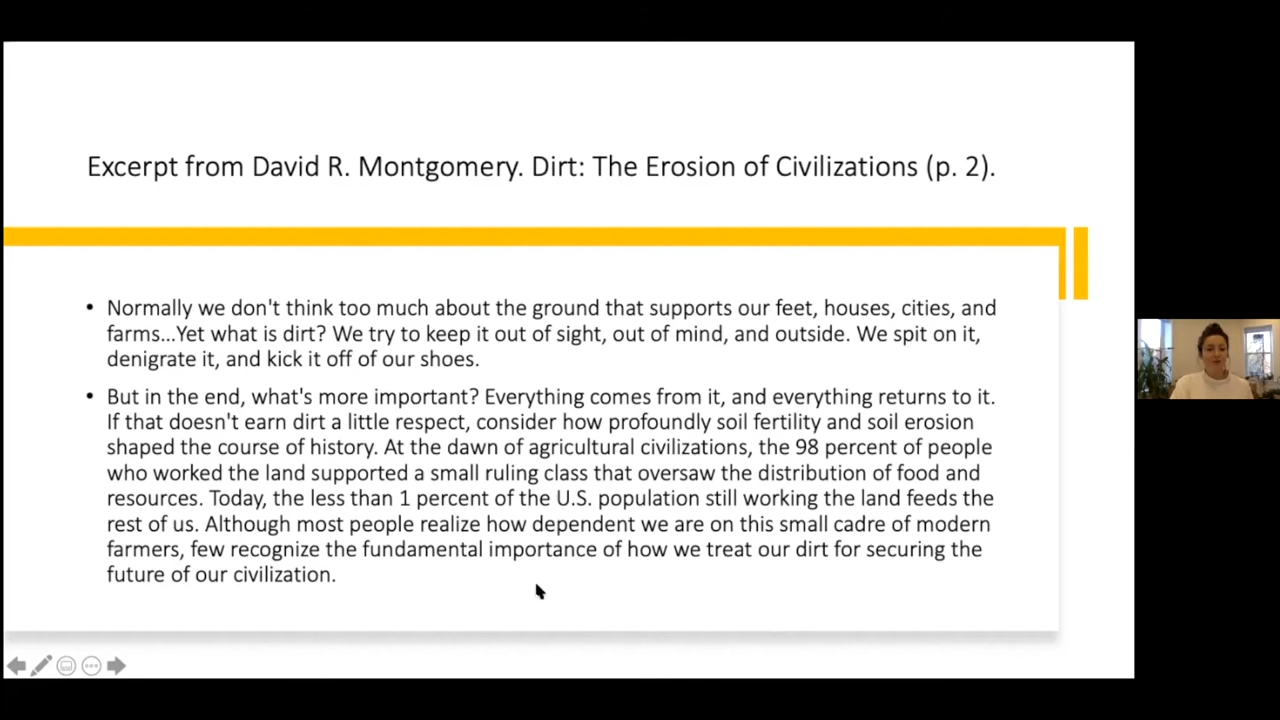 Excerpt from David R. Montgomery. Dirt: The Erosion of Civilizations (p. 2).
• Normally we don't think too much about the ground that supports our feet, houses, cities, and
farms...Yet what is dirt? We try to keep it out of sight, out of mind, and outside. We spit on it,
denigrate it, and kick it off of our shoes.
• But in the end, what's more important? Everything comes from it, and everything returns to it.
If that doesn't earn dirt a little respect, consider how profoundly soil fertility and soil erosion
shaped the course of history. At the dawn of agricultural civilizations, the 98 percent of people
who worked the land supported a small ruling class that oversaw the distribution of food and
resources. Today, the less than 1 percent of the U.S. population still working the land feeds the
rest of us. Although most people realize how dependent we are on this small cadre of modern
farmers, few recognize the fundamental importance of how we treat our dirt for securing the
future of our civilization.